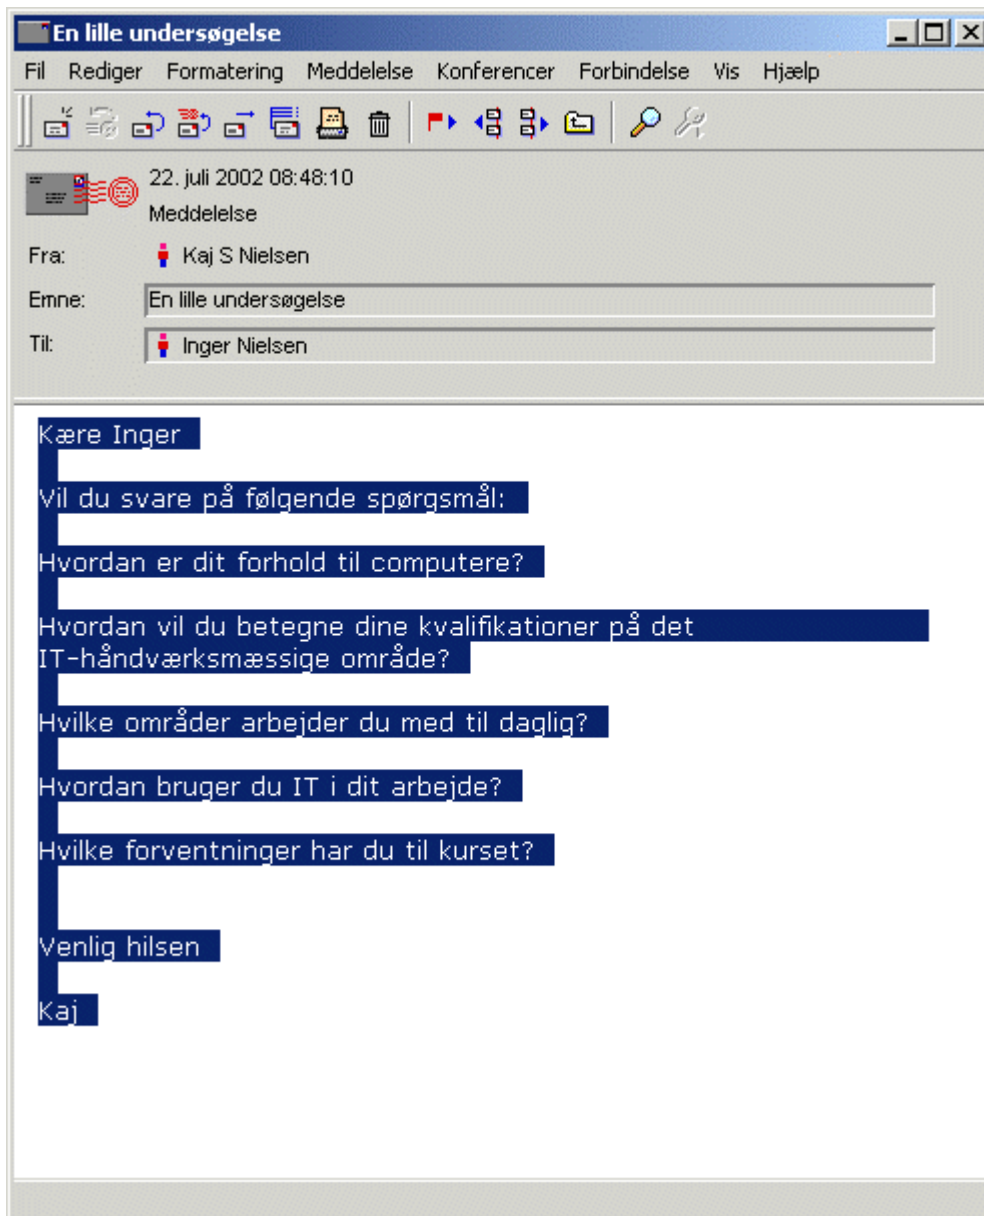 En lille undersøgelse
Fil Rediger Formatering Meddelelse Konferencer Forbindelse Vis Hjælp
22. juli 2002 08:48:10
Meddelelse
Fra: Kaj S Nielsen
Emne: En lille undersøgelse
Til: Inger Nielsen
Kære Inger
Vil du svare på følgende spørgsmål:
Hvordan er dit forhold til computere?
Hvordan vil du betegne dine kvalifikationer på det
IT-håndværksmæssige område?
Hvilke områder arbejder du med til daglig?
Hvordan bruger du IT i dit arbejde?
Hvilke forventninger har du til kurset?
Venlig hilsen
Kaj